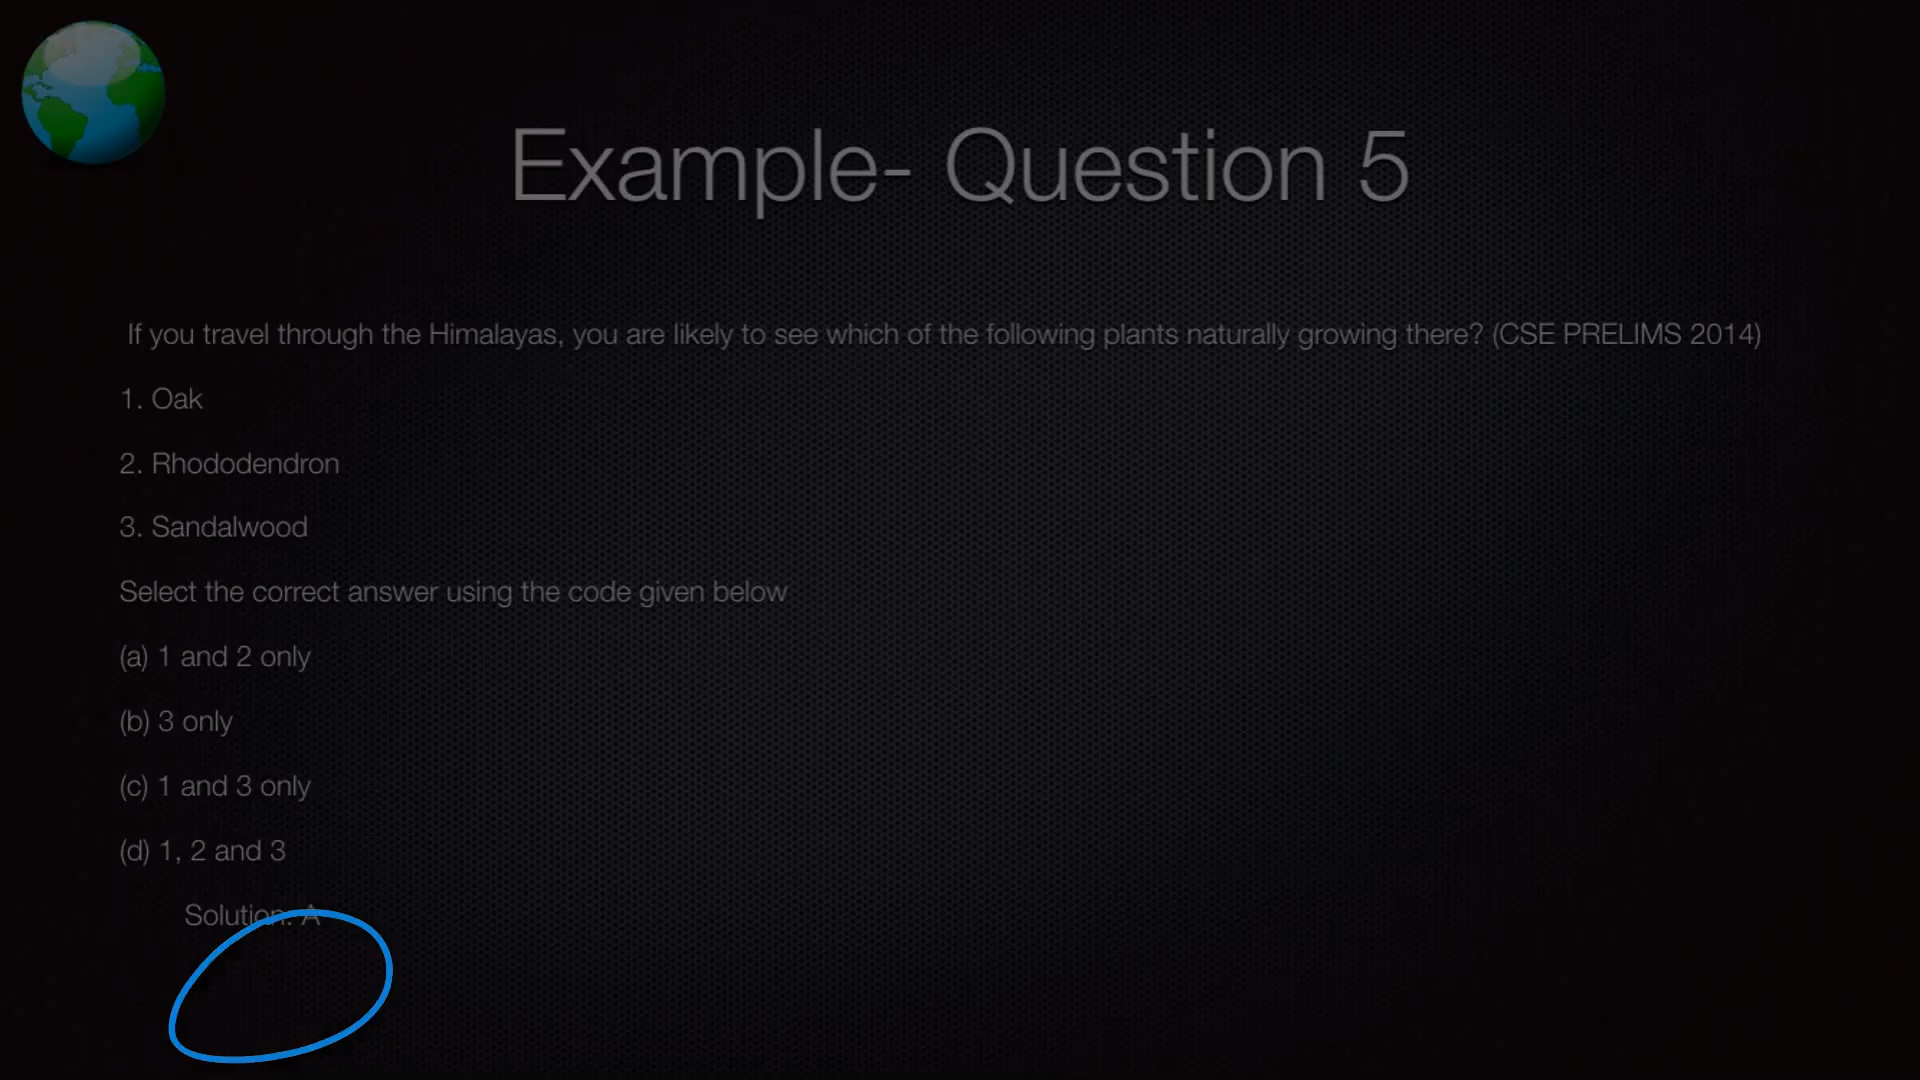 Example- Question 5
If you travel through the Himalayas, you are likely to see which of the following plants naturally growing there? (CSE PRELIMS 2014)
1. Oak
2. Rhododendron
3. Sandalwood
Select the correct answer using the code given below
(a) 1 and 2 only
(b) 3 only
(c) 1 and 3 only
(d) 1, 2 and 3
Solution: A